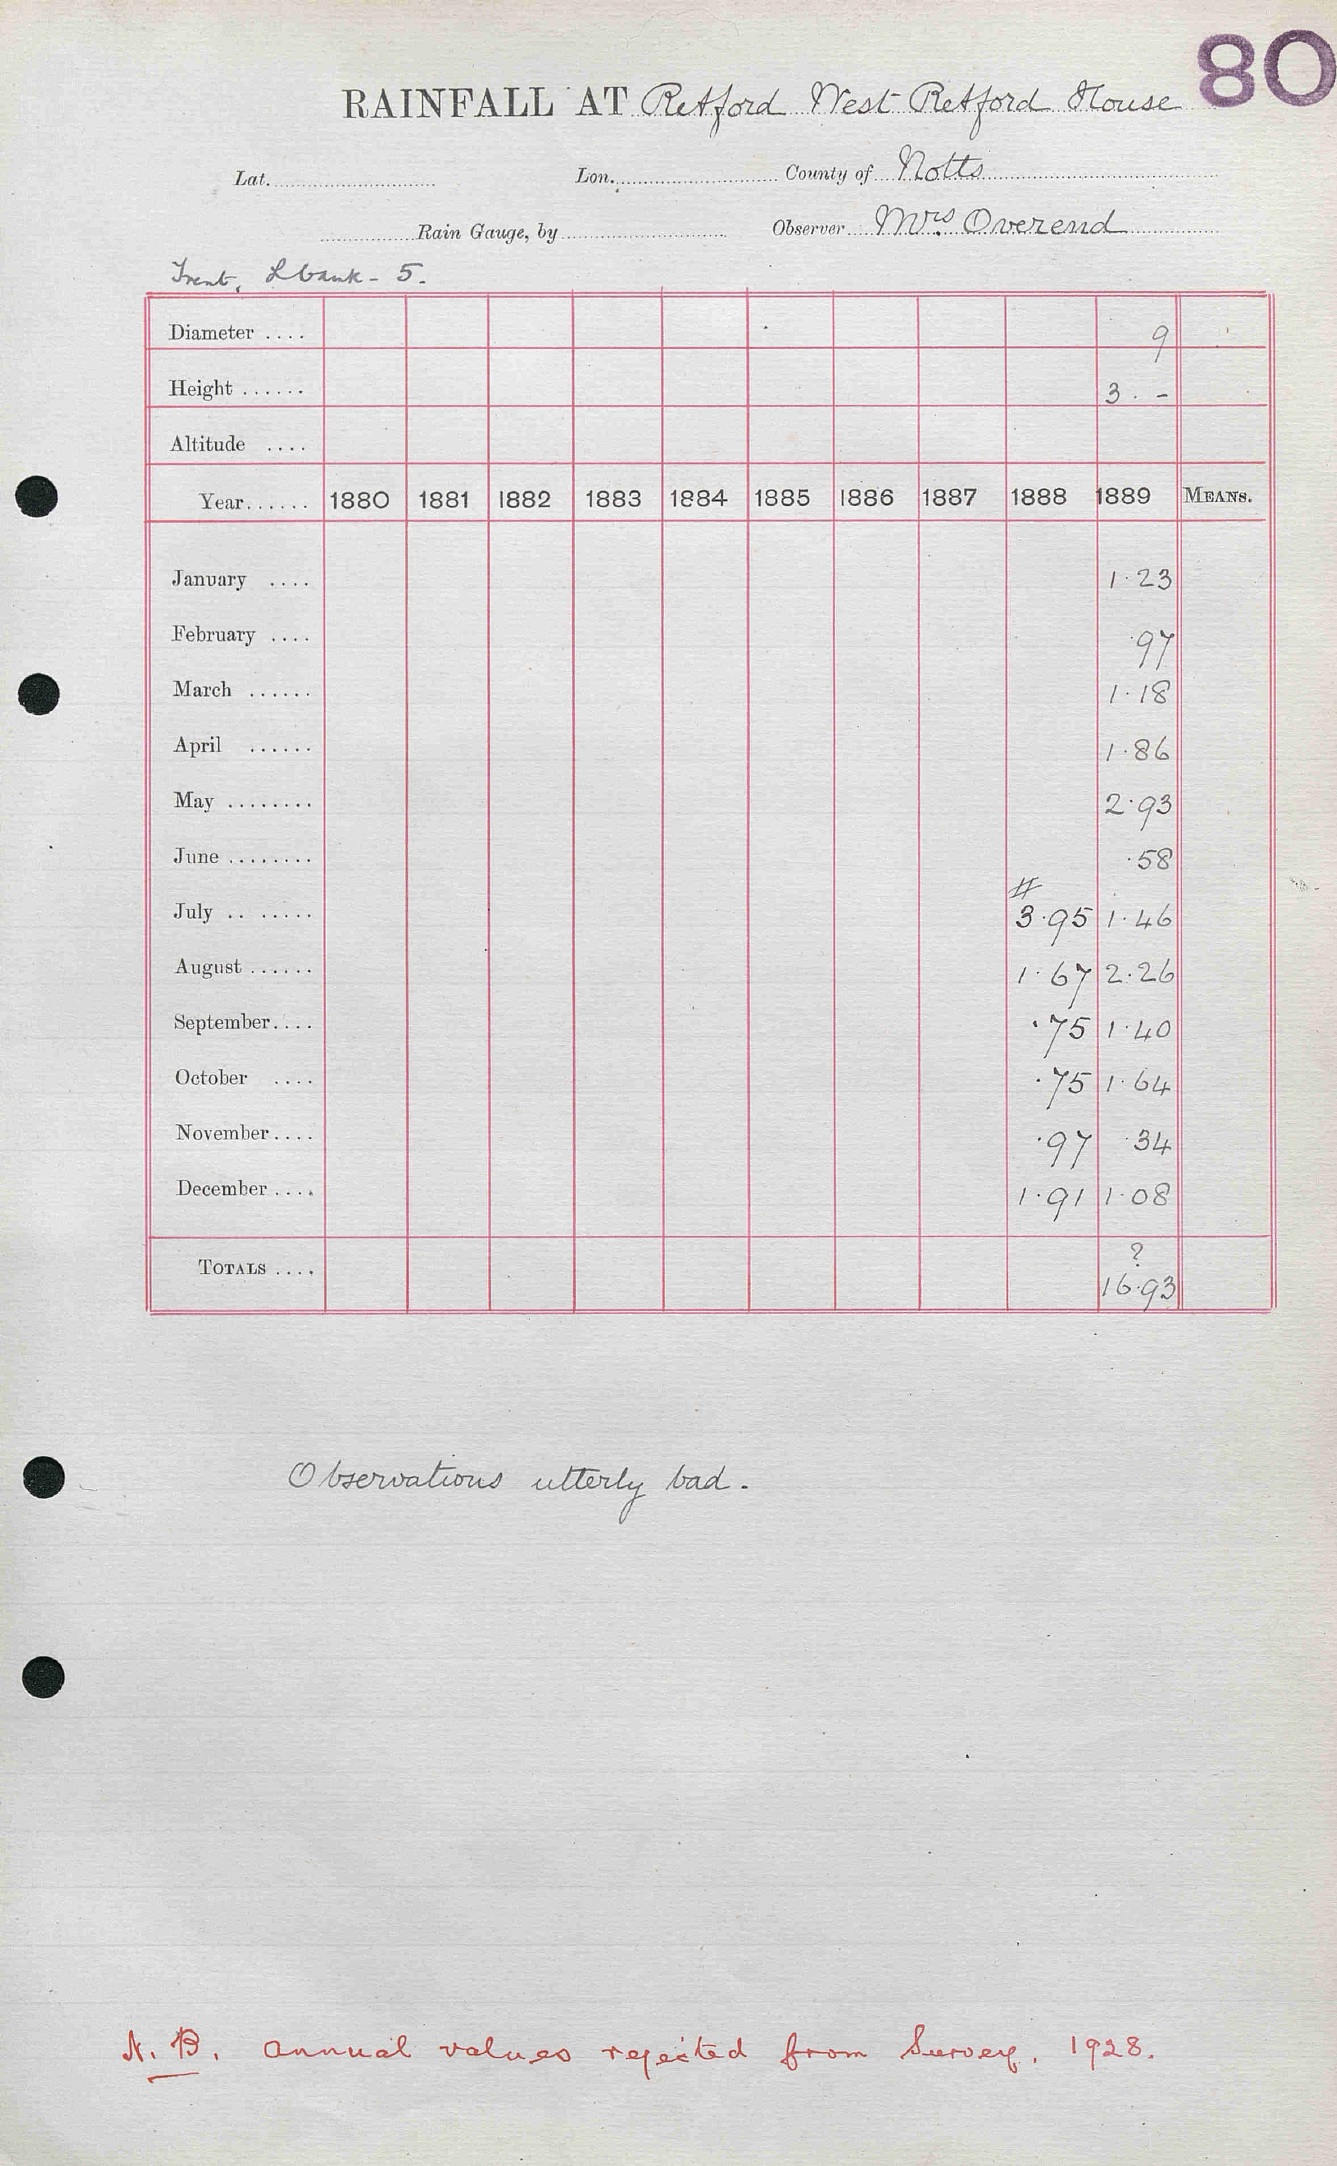 80
RAINFALL AT Retford West Retford House
Lat. Lon. County of Notts
Rain Gauge, by Observer Mrs. Overend
Trent, L bank - 5.
Diameter .... 9
Height ...... 3 . -
Altitude ....
Year...... 1880 1881 1882 1883 1884 1885 1886 1887 1888 1889 MEANS.
January .... 1.23
February .... .97
March ...... 1.18
April ...... 1.86
May ........ 2.93
June ........ .58
#
July .. ...... 3.95 1.46
August ...... 1.67 2.26
September.... .75 1.40
October .... .75 1.64
November.... .97 .34
December .... 1.91 1.08
?
TOTALS .... 16.93
Observations utterly bad.
N.B. Annual values rejected from Survey, 1928.